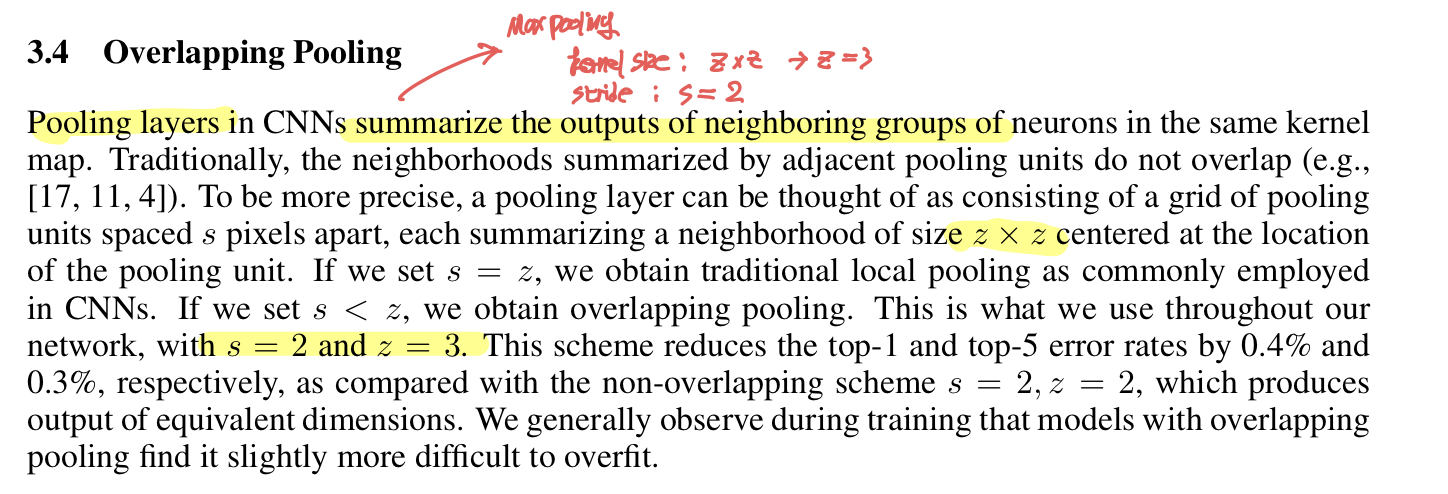 Max pooling
3.4 Overlapping Pooling
kernel size : z×z → z=3
stride : s=2
Pooling layers in CNNs summarize the outputs of neighboring groups of neurons in the same kernel
map. Traditionally, the neighborhoods summarized by adjacent pooling units do not overlap (e.g.,
[17, 11, 4]). To be more precise, a pooling layer can be thought of as consisting of a grid of pooling
units spaced s pixels apart, each summarizing a neighborhood of size z × z centered at the location
of the pooling unit. If we set s = z, we obtain traditional local pooling as commonly employed
in CNNs. If we set s < z, we obtain overlapping pooling. This is what we use throughout our
network, with s = 2 and z = 3. This scheme reduces the top-1 and top-5 error rates by 0.4% and
0.3%, respectively, as compared with the non-overlapping scheme s = 2, z = 2, which produces
output of equivalent dimensions. We generally observe during training that models with overlapping
pooling find it slightly more difficult to overfit.